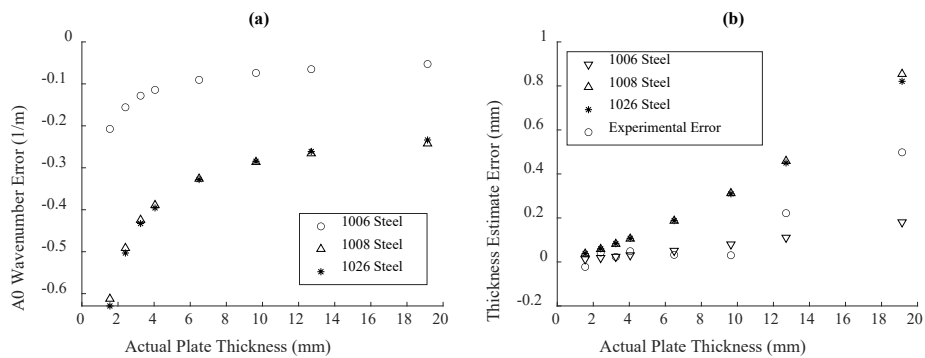 (a)
0
-0.1
-0.2
-0.3
-0.4
-0.5
-0.6
A0 Wavenumber Error (1/m)
1006 Steel
1008 Steel
1026 Steel
0 2 4 6 8 10 12 14 16 18 20
Actual Plate Thickness (mm)
(b)
1
0.8
0.6
0.4
0.2
0
-0.2
Thickness Estimate Error (mm)
1006 Steel
1008 Steel
1026 Steel
Experimental Error
0 2 4 6 8 10 12 14 16 18 20
Actual Plate Thickness (mm)